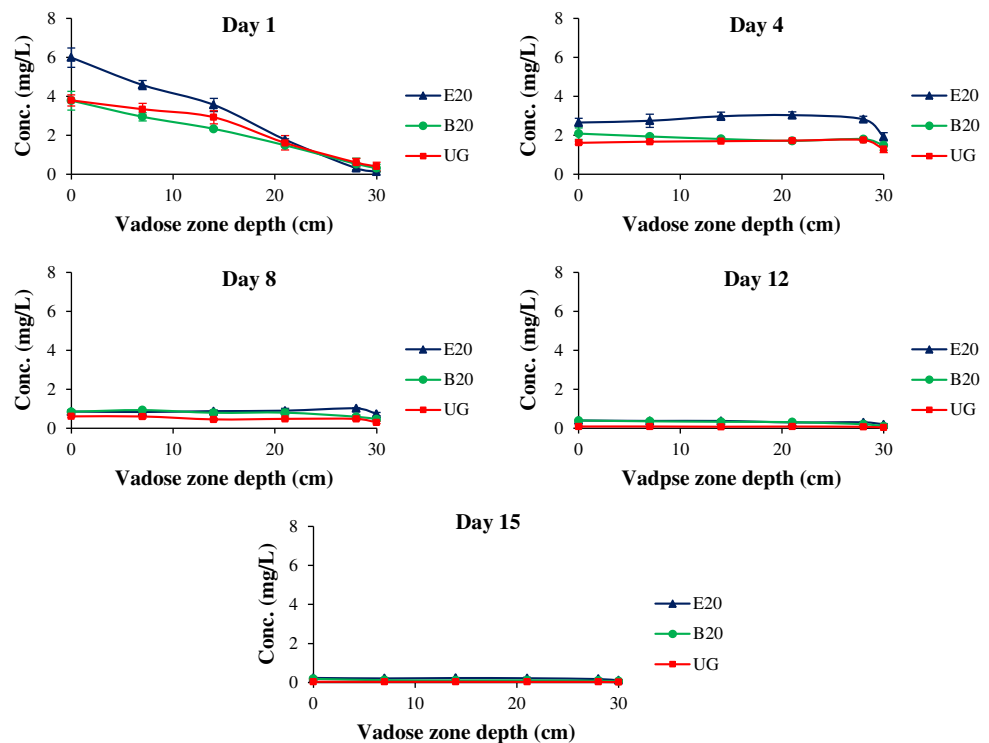 Day 1
Conc. (mg/L)
8
6
4
2
0
0 10 20 30
Vadose zone depth (cm)
E20
B20
UG
Day 4
Conc. (mg/L)
8
6
4
2
0
0 10 20 30
Vadose zone depth (cm)
E20
B20
UG
Day 8
Conc. (mg/L)
8
6
4
2
0
0 10 20 30
Vadose zone depth (cm)
E20
B20
UG
Day 12
Conc. (mg/L)
8
6
4
2
0
0 10 20 30
Vadpse zone depth (cm)
E20
B20
UG
Day 15
Conc. (mg/L)
8
6
4
2
0
0 10 20 30
Vadose zone depth (cm)
E20
B20
UG